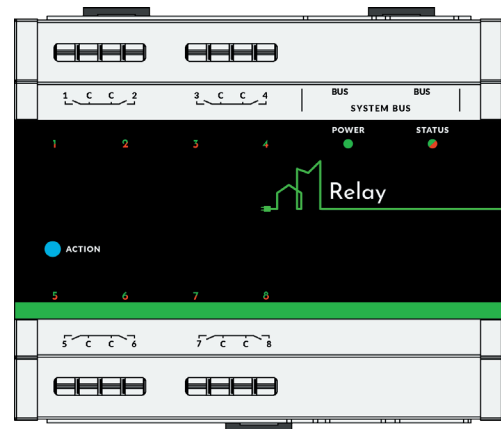 1 C C 2 3 C C 4 BUS BUS
SYSTEM BUS
POWER STATUS
1 2 3 4
Relay
ACTION
5 6 7 8
5 C C 6 7 C C 8